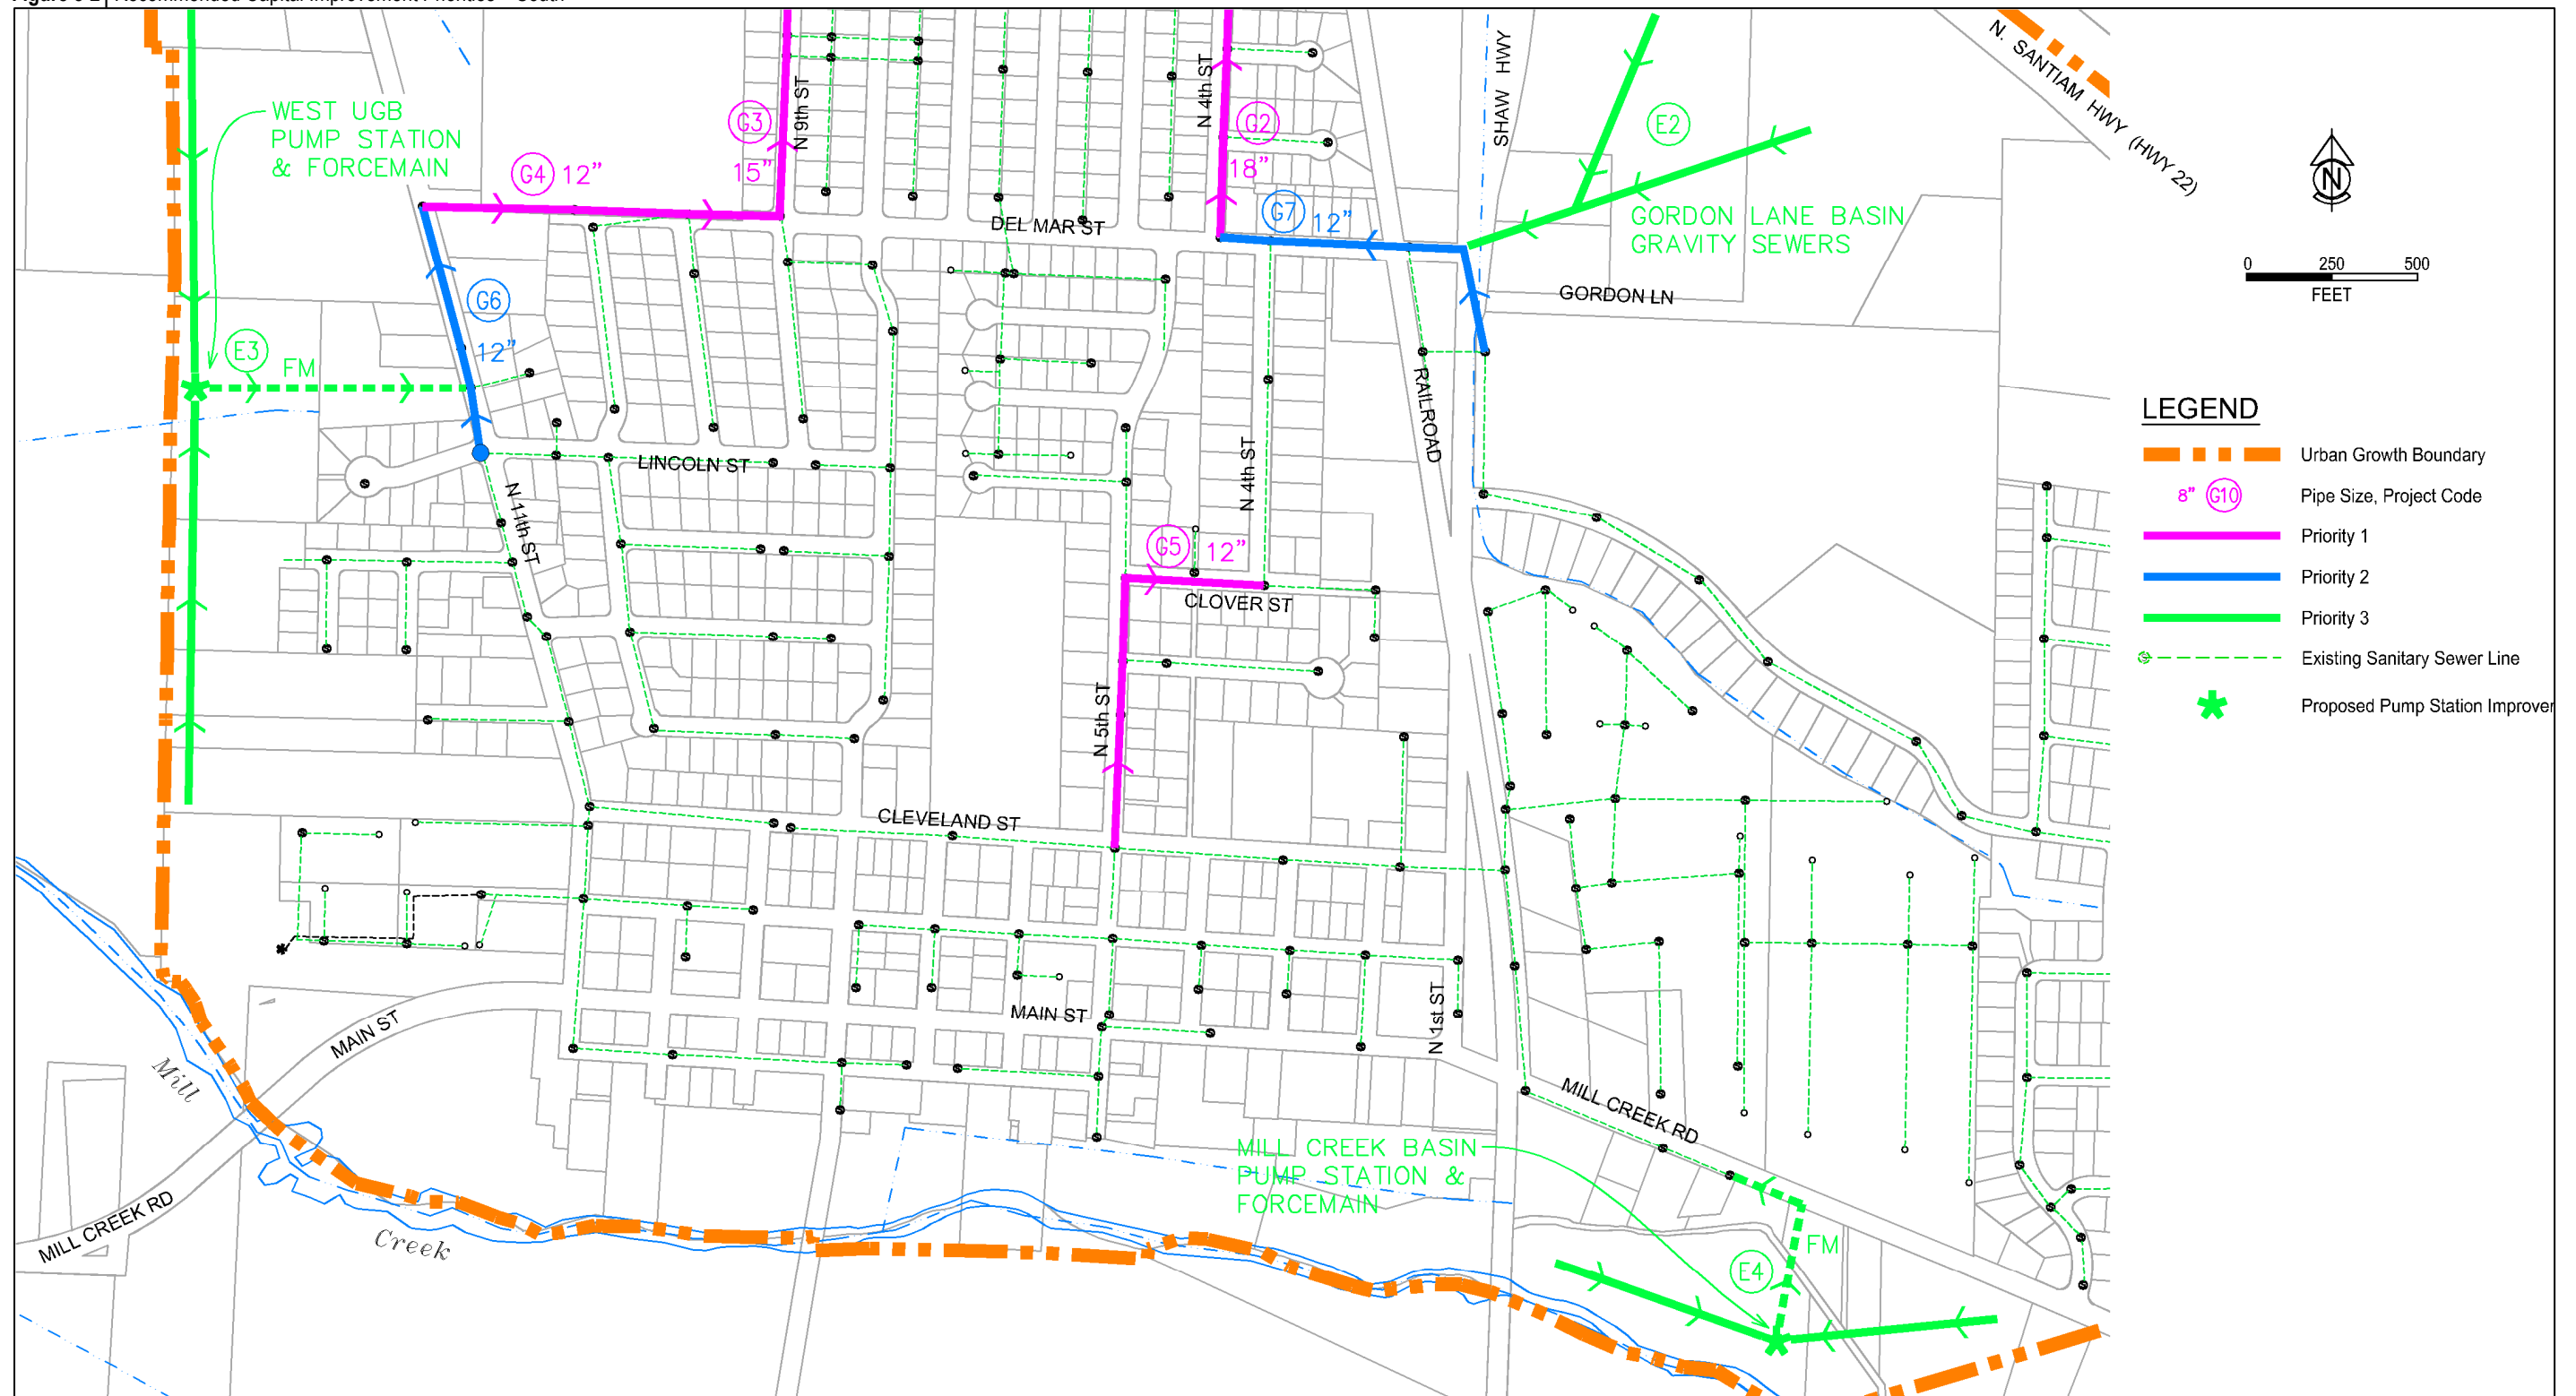 WEST UGB
PUMP STATION
& FORCEMAIN
G3
N 9th ST
15”
G4 12”
N 4th ST
G2
18”
G7 12”
DEL MAR ST
SHAW HWY
E2
GORDON LANE BASIN
GRAVITY SEWERS
GORDON LN
N. SANTIAM HWY (HWY 22)
N
0 250 500
FEET
G6
12”
E3
FM
RAILROAD
LINCOLN ST
N 11th ST
N 4th ST
G5 12”
CLOVER ST
N 5th ST
CLEVELAND ST
MAIN ST
MAIN ST
N 1st ST
MILL CREEK RD
MILL CREEK RD
Mill
Creek
MILL CREEK BASIN
PUMP STATION &
FORCEMAIN
FM
E4
LEGEND
Urban Growth Boundary
8” G10 Pipe Size, Project Code
Priority 1
Priority 2
Priority 3
Existing Sanitary Sewer Line
Proposed Pump Station Improver